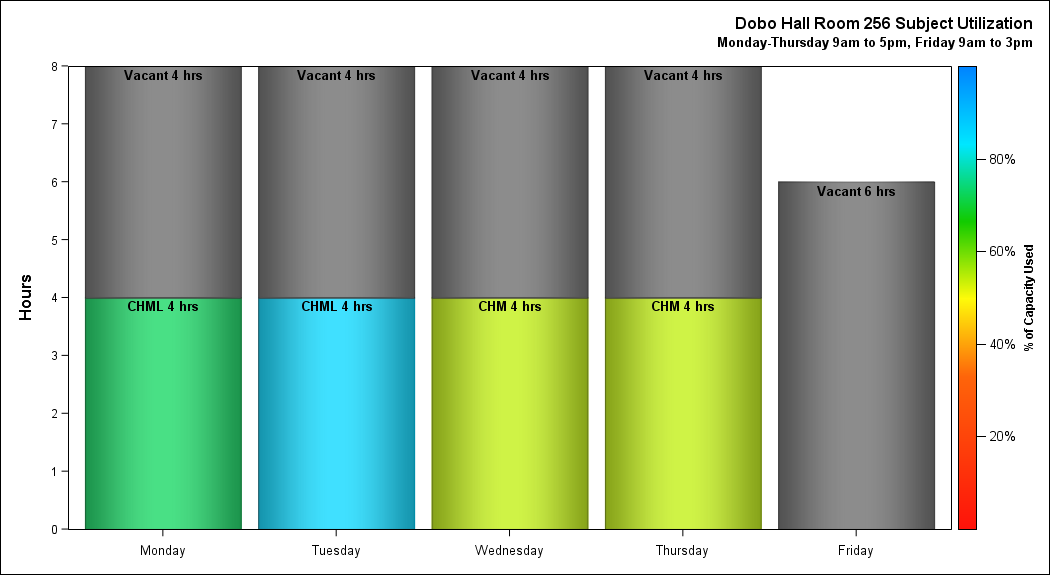 Dobo Hall Room 256 Subject Utilization
Monday-Thursday 9am to 5pm, Friday 9am to 3pm
Hours
8
7
6
5
4
3
2
1
0
Vacant 4 hrs
Vacant 4 hrs
Vacant 4 hrs
Vacant 4 hrs
Vacant 6 hrs
CHML 4 hrs
CHML 4 hrs
CHM 4 hrs
CHM 4 hrs
Monday
Tuesday
Wednesday
Thursday
Friday
80%
60%
40%
20%
% of Capacity Used